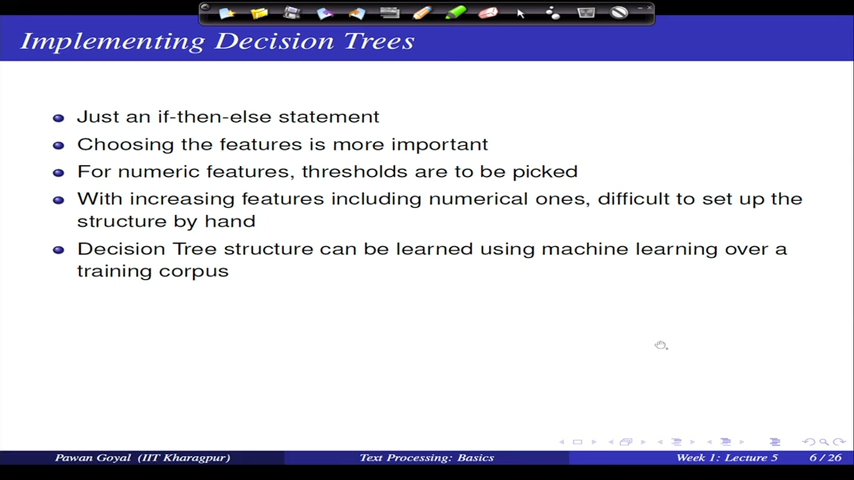 Implementing Decision Trees
Just an if-then-else statement
Choosing the features is more important
For numeric features, thresholds are to be picked
With increasing features including numerical ones, difficult to set up the
structure by hand
Decision Tree structure can be learned using machine learning over a
training corpus
Pawan Goyal (IIT Kharagpur)
Text Processing: Basics
Week 1: Lecture 5
6 / 26